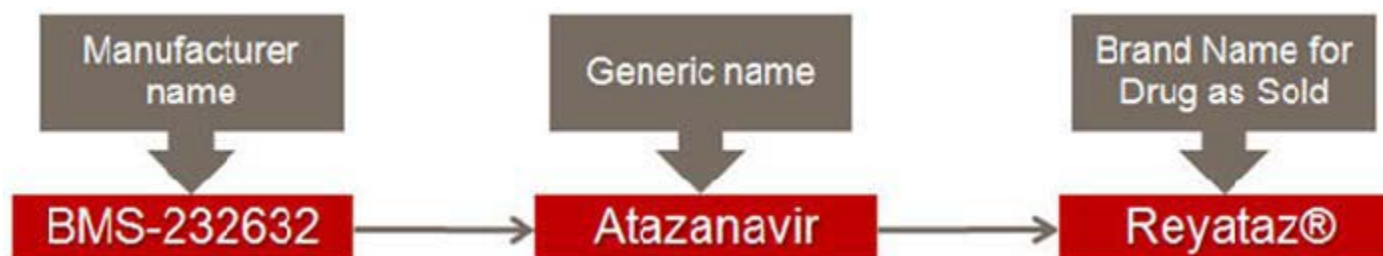 Manufacturer
name
Generic name
Brand Name for
Drug as Sold
BMS-232632
Atazanavir
Reyataz®